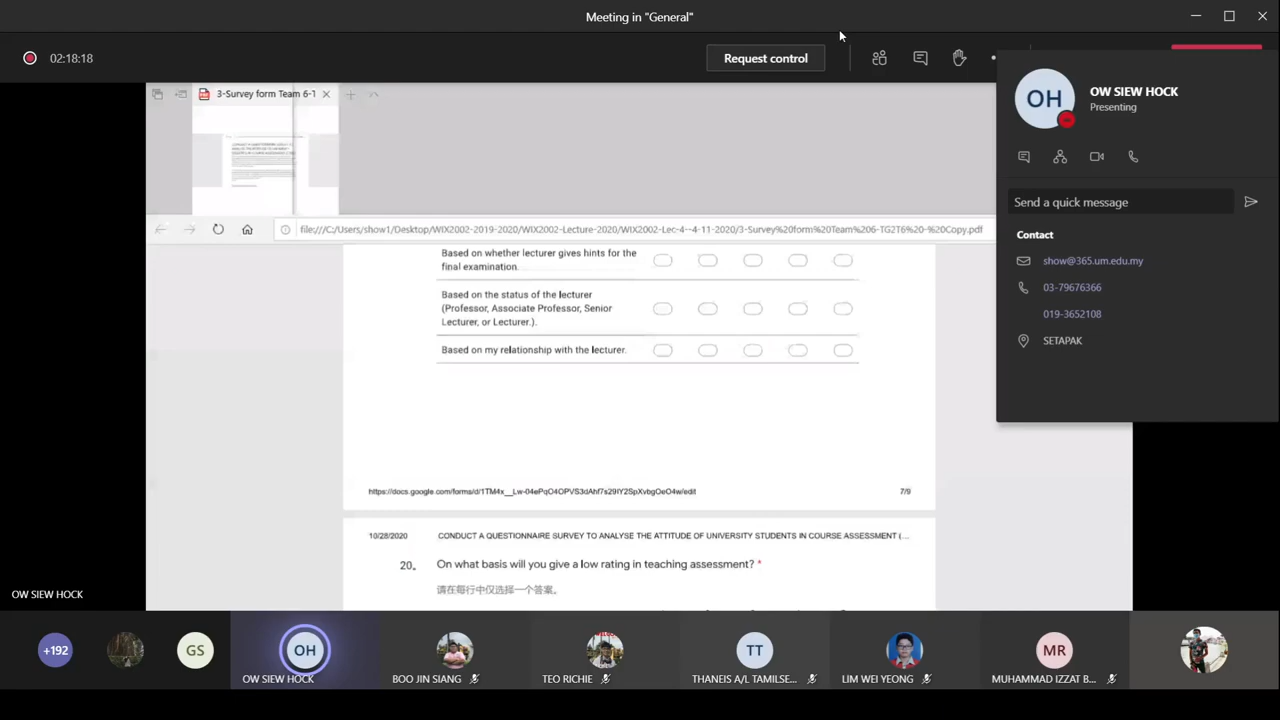 Meeting in "General"
02:18:18
Request control
OH
OW SIEW HOCK
Presenting
Send a quick message
Contact
show@365.um.edu.my
03-79676366
019-3652108
SETAPAK
3-Survey form Team 6-T
file:///C:/Users/show1/Desktop/WIX2002-2019-2020/WIX2002-Lecture-2020/WIX2002-Lec-4--4-11-2020/3-Survey%20form%20Team%206-TG2T6%20-%20Copy.pdf
Based on whether lecturer gives hints for the
final examination.
Based on the status of the lecturer
(Professor, Associate Professor, Senior
Lecturer, or Lecturer.).
Based on my relationship with the lecturer.
https://docs.google.com/forms/d/1TM4x__Lw-04ePqO4OPVS3dAhf7s29IY2SpXvbgOeO4w/edit
7/9
10/28/2020
CONDUCT A QUESTIONNAIRE SURVEY TO ANALYSE THE ATTITUDE OF UNIVERSITY STUDENTS IN COURSE ASSESSMENT (...
20。
On what basis will you give a low rating in teaching assessment? *
请在每行中仅选择一个答案。
OW SIEW HOCK
+192
GS
OH
OW SIEW HOCK
BOO JIN SIANG
TEO RICHIE
TT
THANEIS A/L TAMILSE...
LIM WEI YEONG
MR
MUHAMMAD IZZAT B...